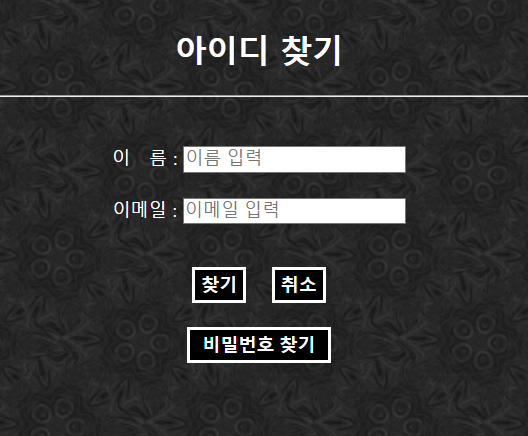 아이디 찾기
이 름 : 이름 입력
이메일 : 이메일 입력
찾기 취소
비밀번호 찾기